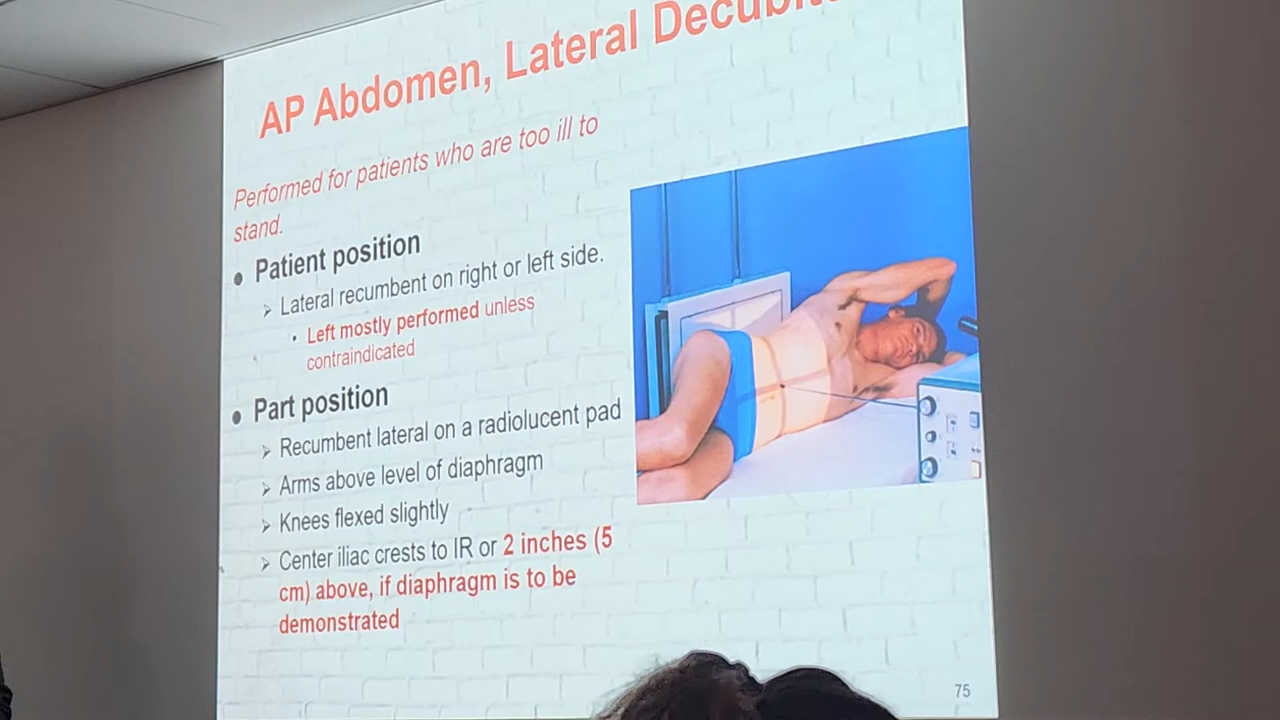 AP Abdomen, Lateral
Performed for patients who are too ill to
stand.
• Patient position
➢ Lateral recumbent on right or left side.
• Left mostly performed unless
contraindicated
• Part position
➢ Recumbent lateral on a radiolucent pad
➢ Arms above level of diaphragm
➢ Knees flexed slightly
➢ Center iliac crests to IR or 2 inches (5
cm) above, if diaphragm is to be
demonstrated
75